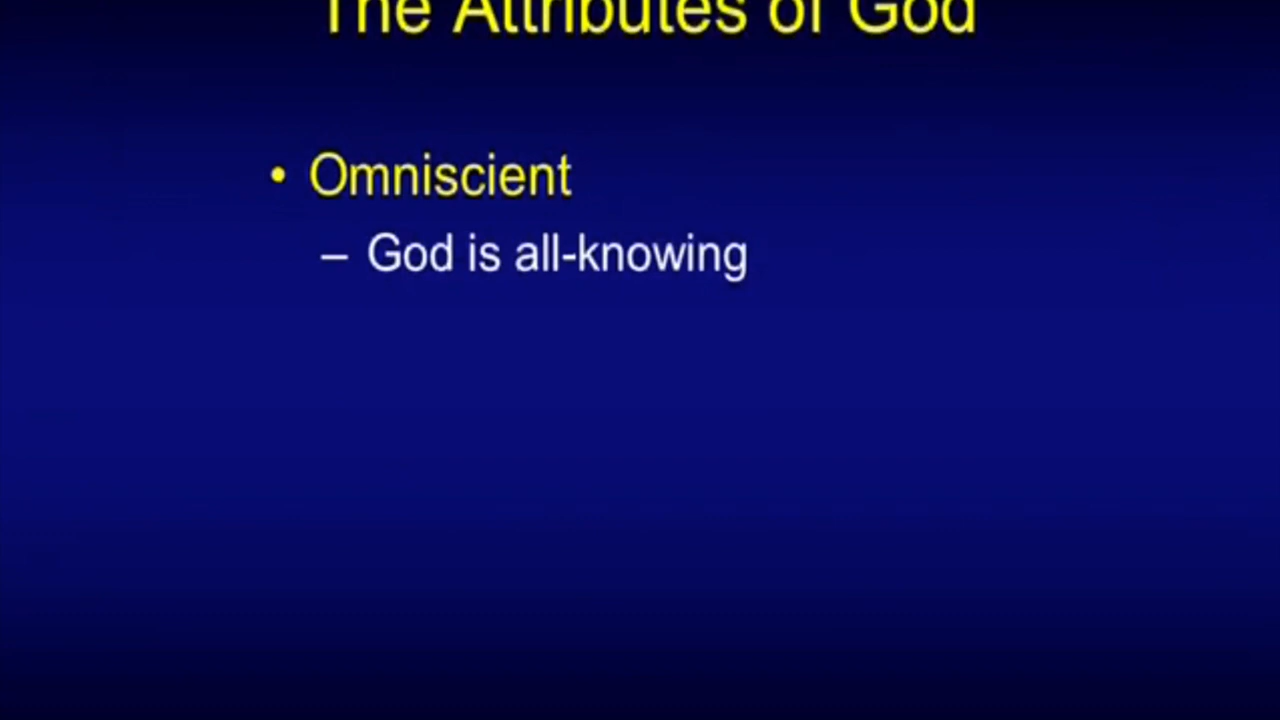 The Attributes of God
• Omniscient
– God is all-knowing